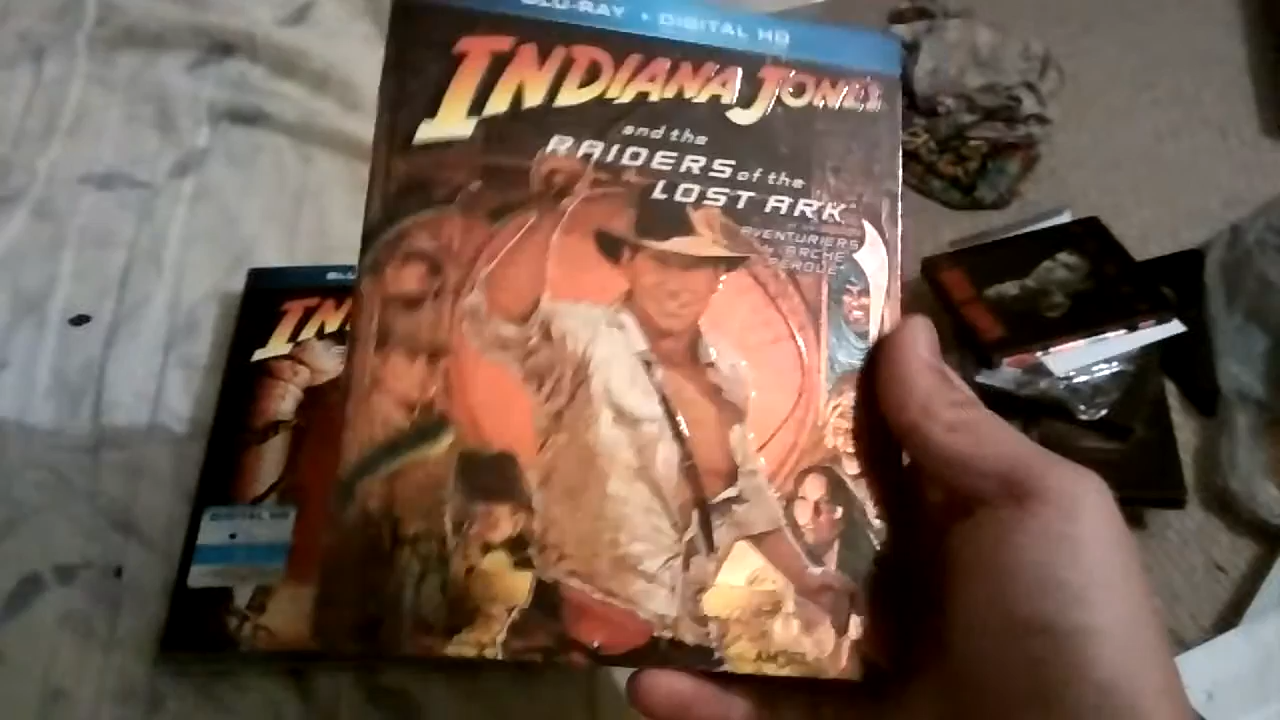 BLU-RAY + DIGITAL HD
INDIANA JONES
and the
RAIDERS of the
LOST ARK
AVENTURIERS
ARCHE
PERDUE
BLU
IN
DIGITAL HD